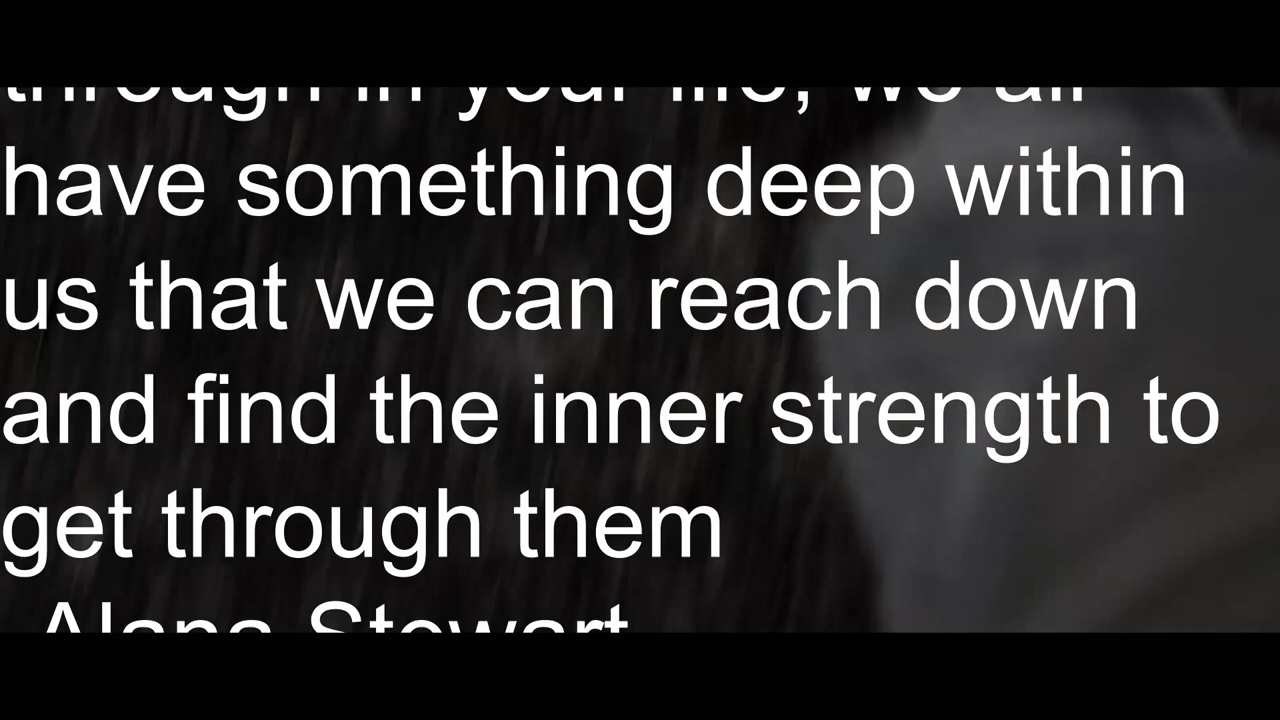 through in your life, we all
have something deep within
us that we can reach down
and find the inner strength to
get through them
Alana Stewart